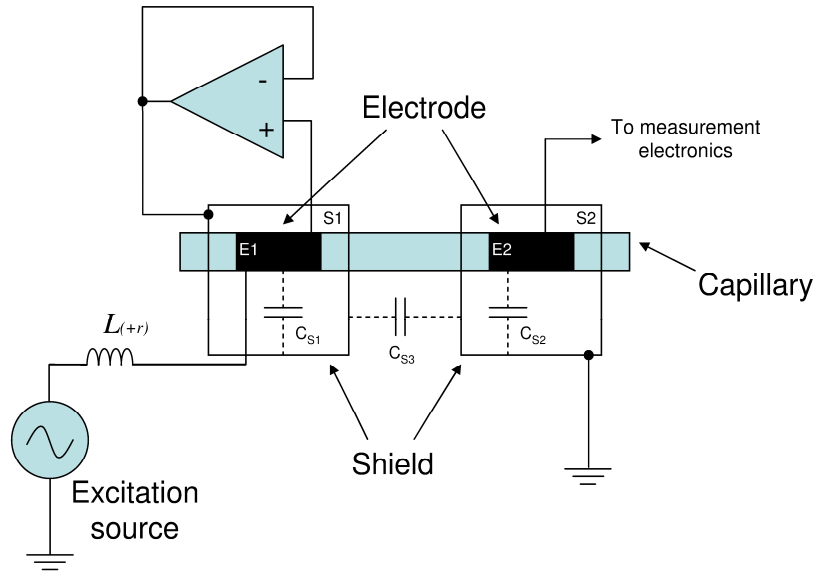 -
+
Electrode
To measurement
electronics
S1
S2
E1
E2
Capillary
L(+r)
CS1
CS3
CS2
Shield
Excitation
source